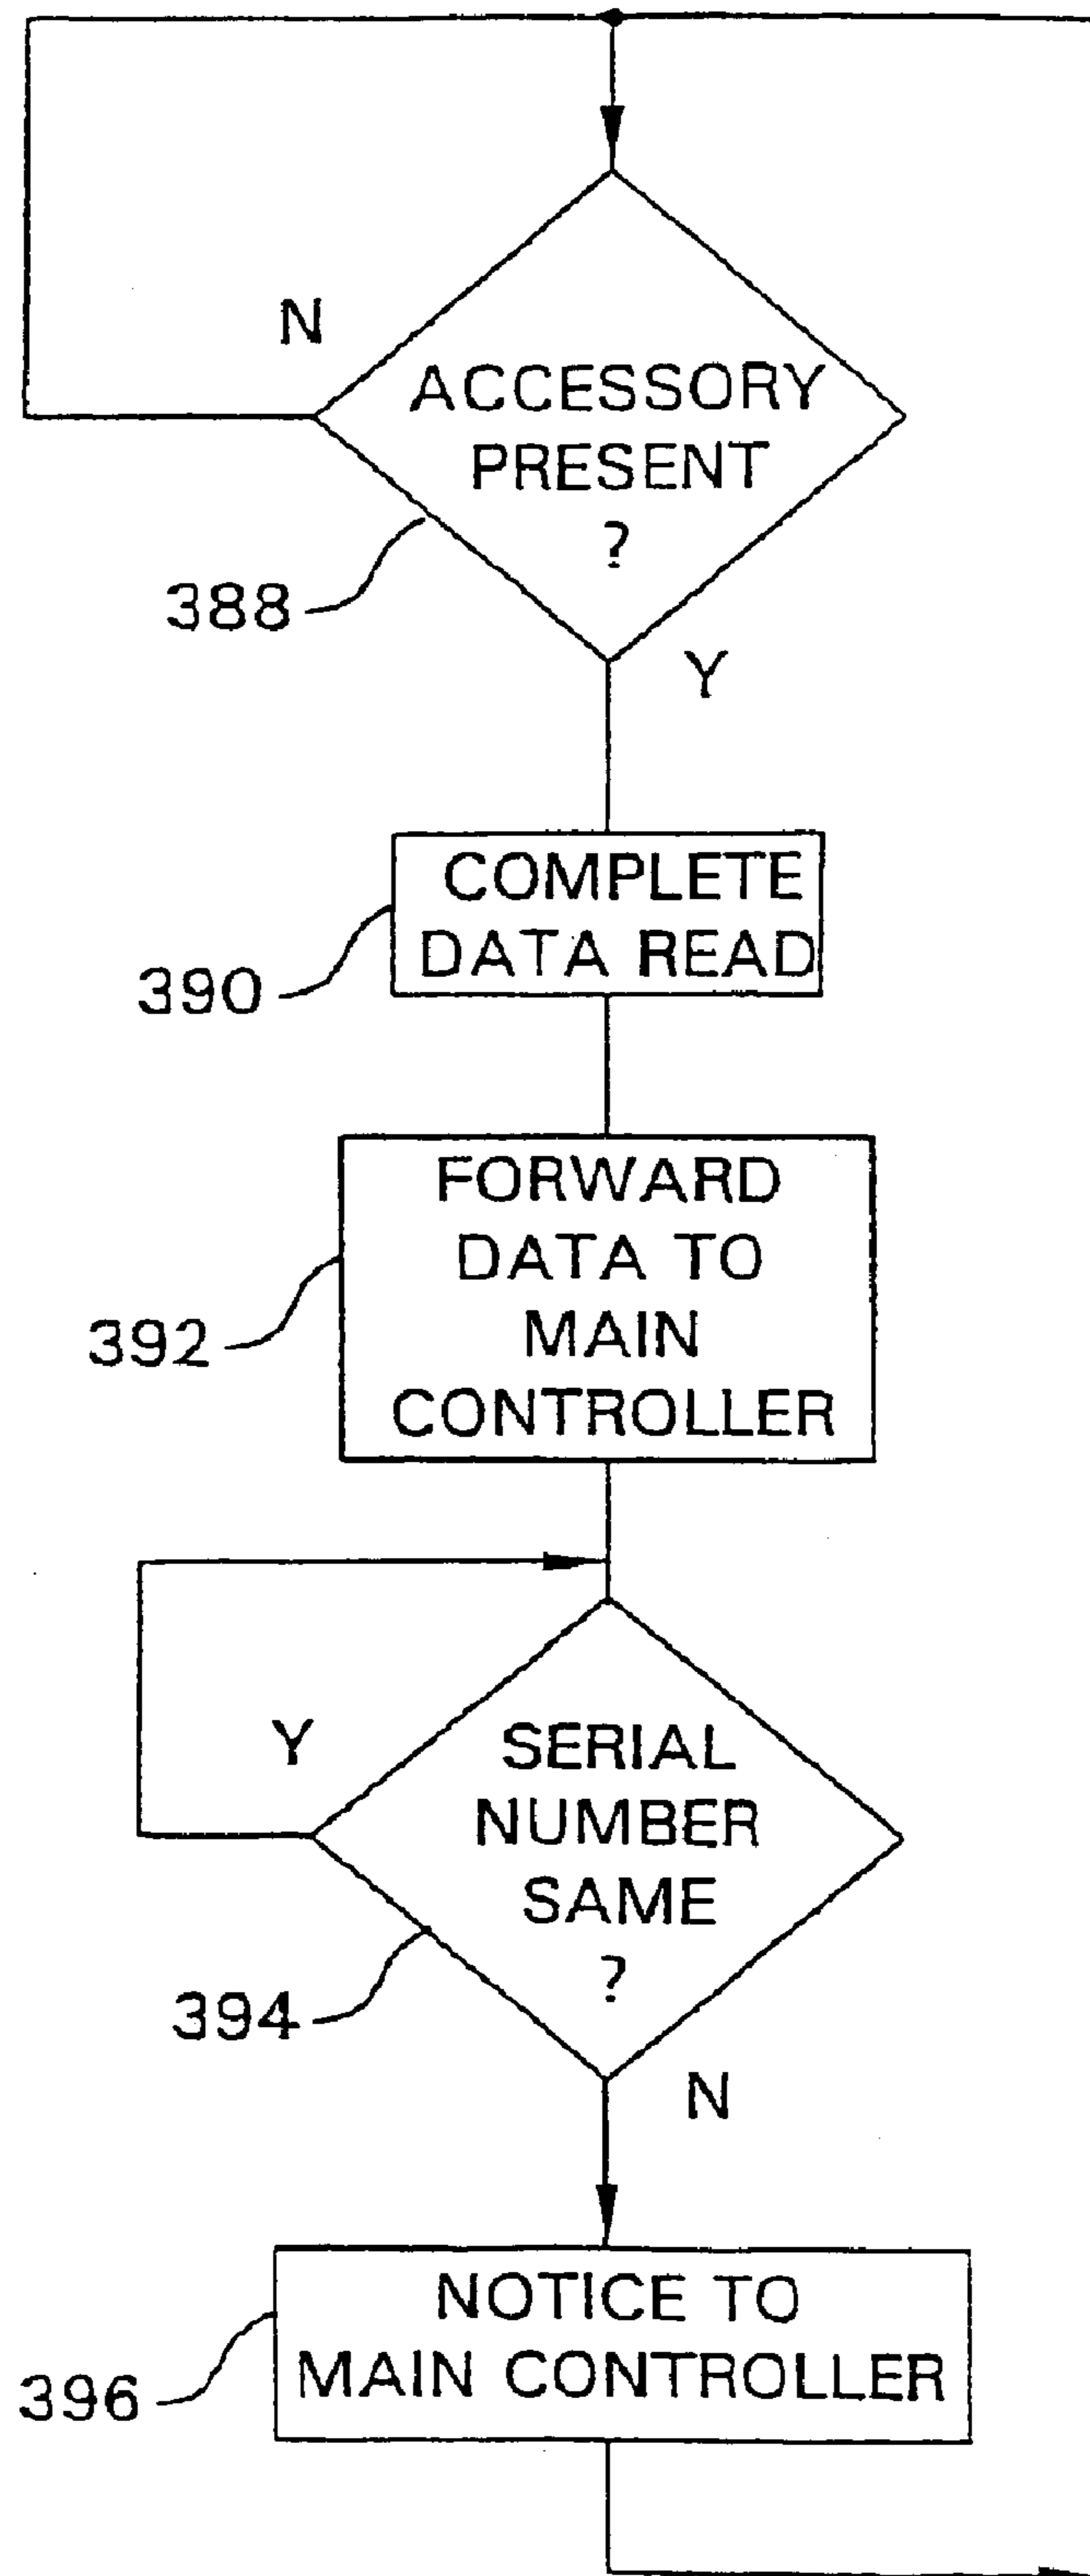 N
ACCESSORY
PRESENT
?
388
Y
COMPLETE
DATA READ
390
FORWARD
DATA TO
MAIN
CONTROLLER
392
Y
SERIAL
NUMBER
SAME
?
394
N
NOTICE TO
MAIN CONTROLLER
396